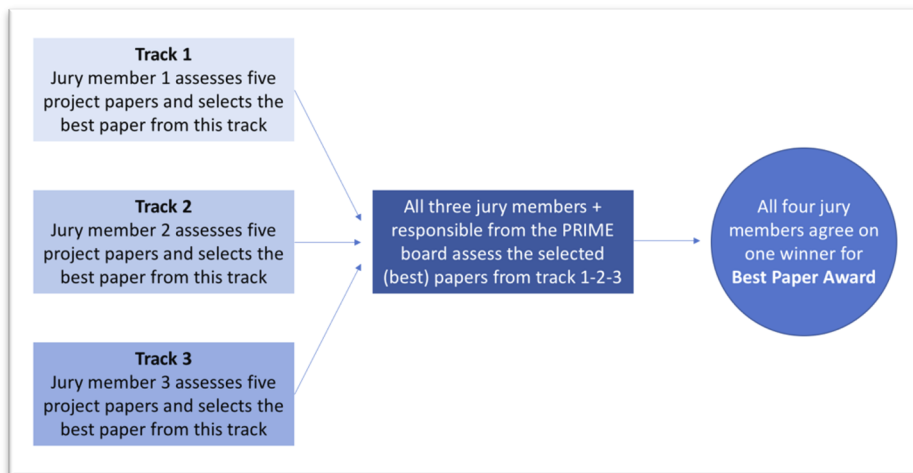 Track 1
Jury member 1 assesses five
project papers and selects the
best paper from this track
Track 2
Jury member 2 assesses five
project papers and selects the
best paper from this track
Track 3
Jury member 3 assesses five
project papers and selects the
best paper from this track
All three jury members +
responsible from the PRIME
board assess the selected
(best) papers from track 1-2-3
All four jury
members agree on
one winner for
Best Paper Award